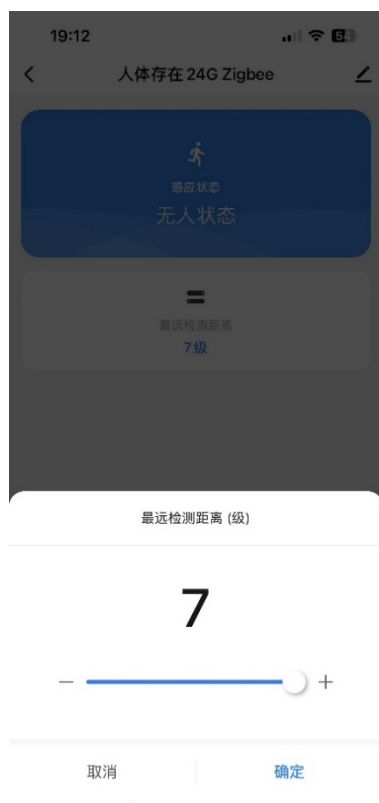 19:12
54
人体存在 24G Zigbee
感应状态
无人状态
最远检测距离
7级
最远检测距离 (级)
7
取消
确定